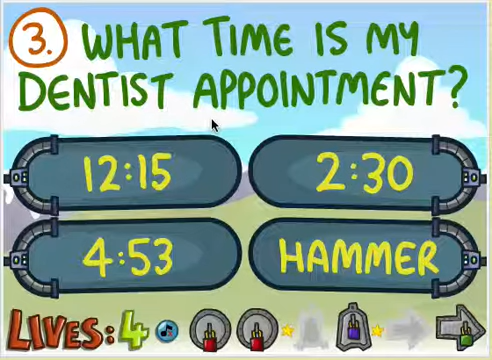 3. WHAT TIME IS MY
DENTIST APPOINTMENT?
12:15
2:30
4:53
HAMMER
LIVES: 4